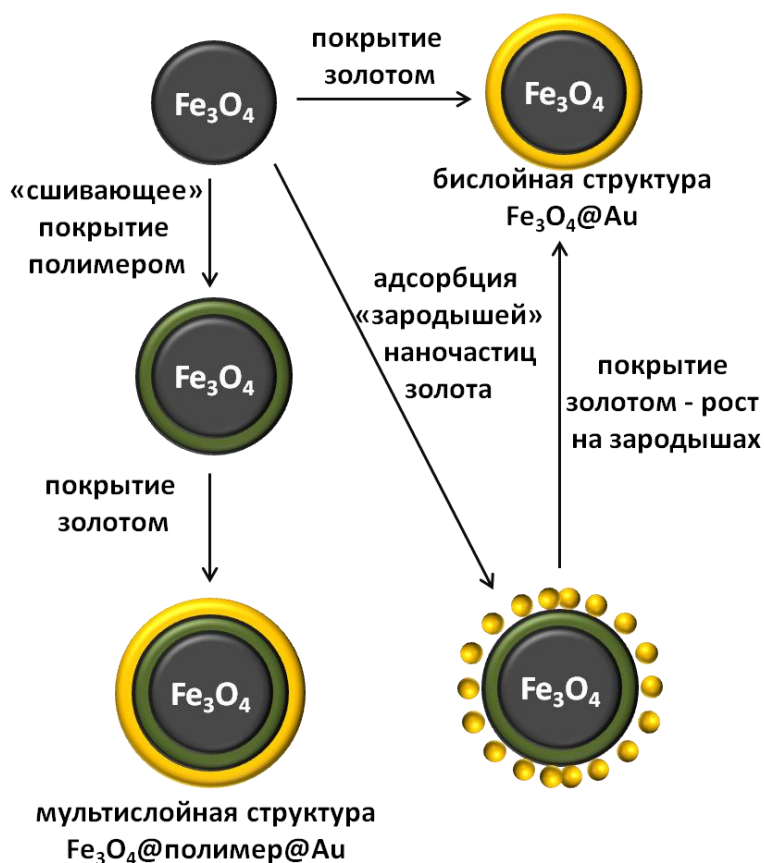 покрытие
золотом
Fe₃O₄
Fe₃O₄
бислойная структура
Fe₃O₄@Au
«сшивающее»
покрытие
полимером
адсорбция
«зародышей»
наночастиц
золота
Fe₃O₄
покрытие
золотом - рост
на зародышах
покрытие
золотом
Fe₃O₄
Fe₃O₄
мультислойная структура
Fe₃O₄@полимер@Au